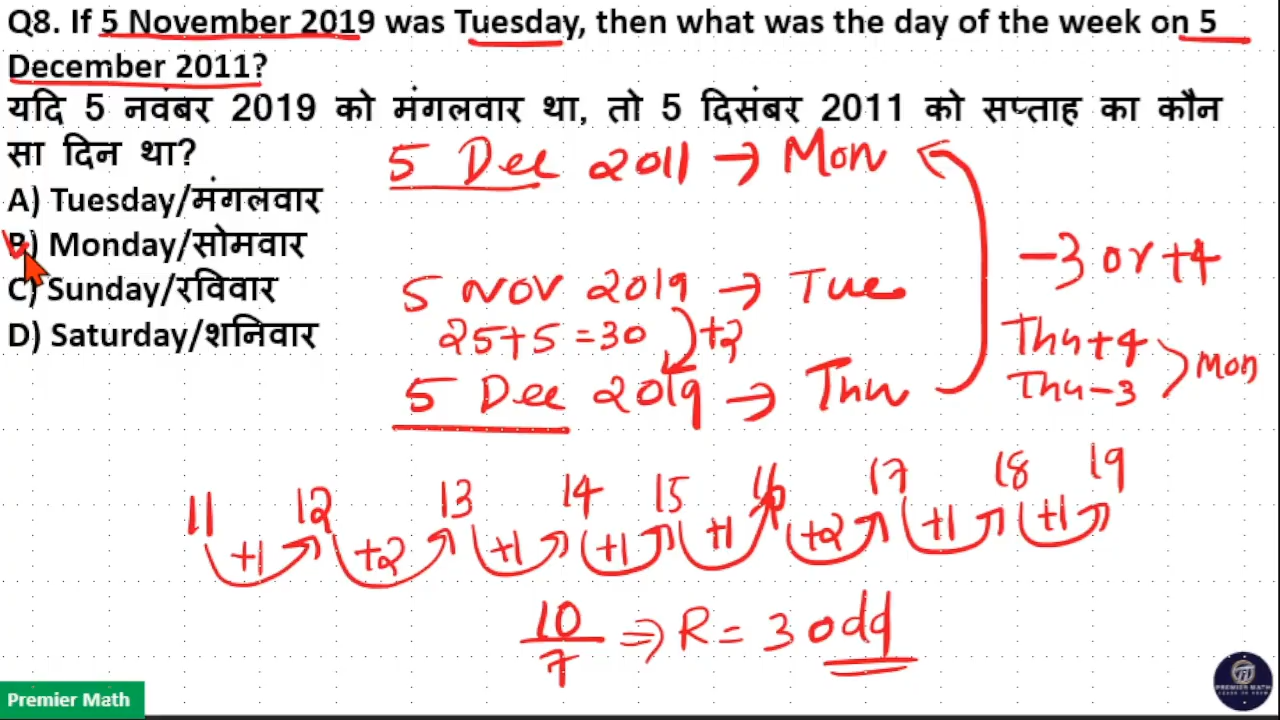 Q8. If 5 November 2019 was Tuesday, then what was the day of the week on 5
December 2011?
यदि 5 नवंबर 2019 को मंगलवार था, तो 5 दिसंबर 2011 को सप्ताह का कौन
सा दिन था?
5 Dec 2011 → Mon
A) Tuesday/मंगलवार
B) Monday/सोमवार
-3 or +4
C) Sunday/रविवार
5 Nov 2019 → Tue
D) Saturday/शनिवार
25+5 =30
+2
Thu+4
Thu-3
Mon
5 Dec 2019 → Thu
11 12 13 14 15 16 17 18 19
+1 +2 +1 +1 +1 +2 +1 +1
10/7 ⇒ R = 3 odd
Premier Math
PREMIER MATH